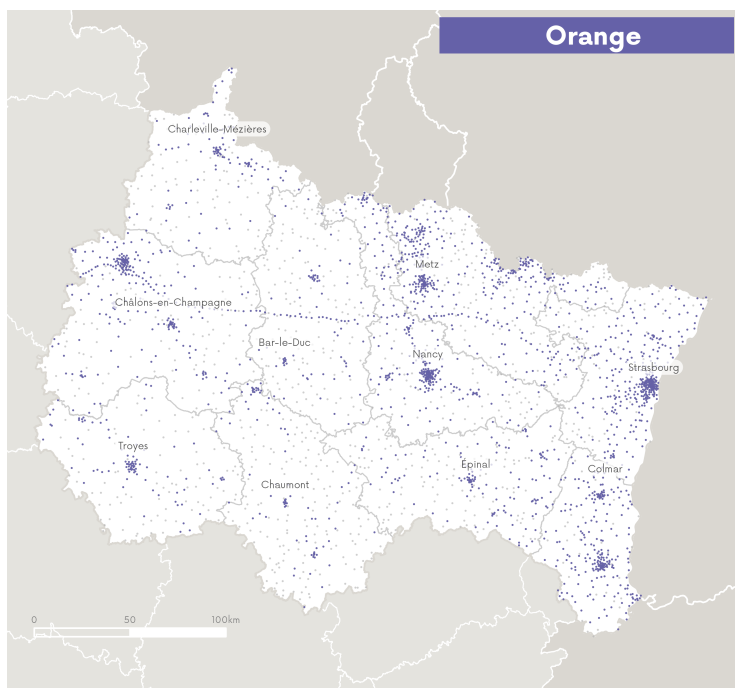 Orange
Charleville-Mézières
Metz
Châlons-en-Champagne
Bar-le-Duc
Nancy
Strasbourg
Troyes
Épinal
Colmar
Chaumont
0 50 100km